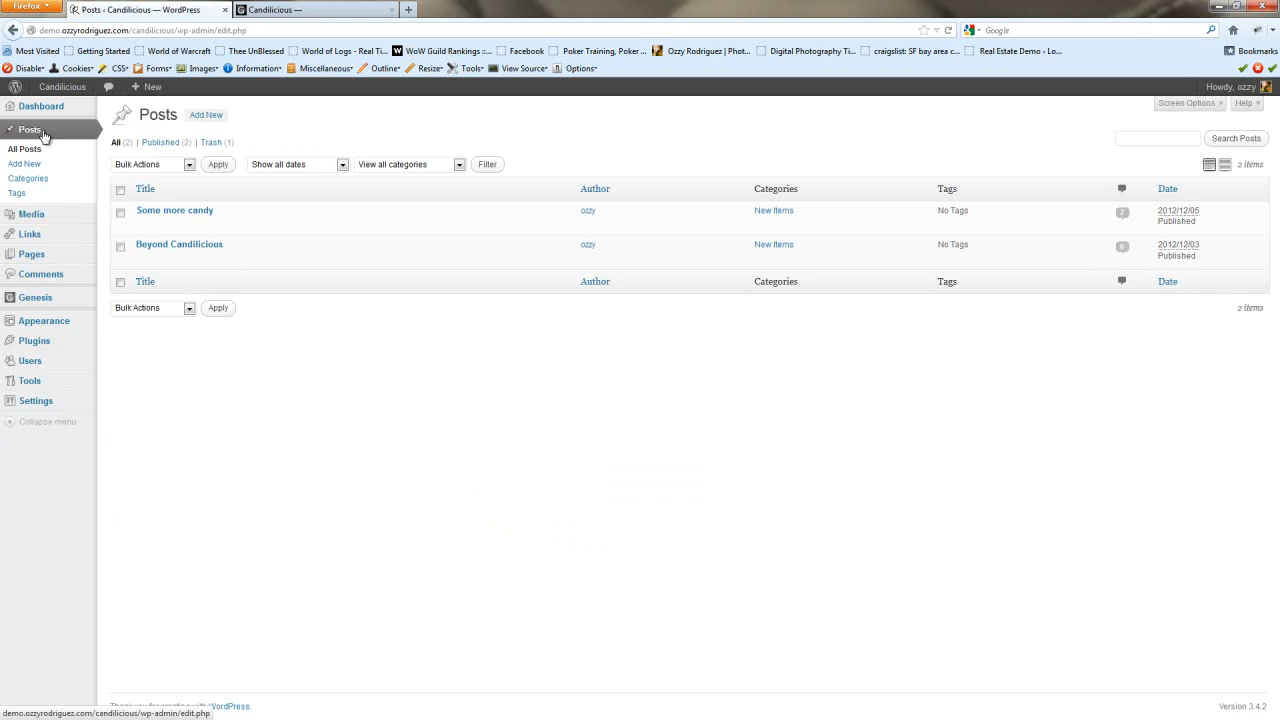 Firefox
Posts ‹ Candilicious — WordPress
Candilicious —
demo.ozzyrodriguez.com/candilicious/wp-admin/edit.php
Google
Most Visited
Getting Started
World of Warcraft
Thee UnBlessed
World of Logs - Real Ti...
WoW Guild Rankings ::...
Facebook
Poker Training, Poker ...
Ozzy Rodriguez | Phot...
Digital Photography Ti...
craigslist: SF bay area c...
Real Estate Demo › Lo...
Bookmarks
Disable
Cookies
CSS
Forms
Images
Information
Miscellaneous
Outline
Resize
Tools
View Source
Options
Candilicious
New
Howdy, ozzy
Dashboard
Posts
All Posts
Add New
Categories
Tags
Media
Links
Pages
Comments
Genesis
Appearance
Plugins
Users
Tools
Settings
Collapse menu
Posts Add New
Screen Options
Help
All (2) | Published (2) | Trash (1)
Search Posts
Bulk Actions
Apply
Show all dates
View all categories
Filter
2 items
Title Author Categories Tags Date
Some more candy ozzy New Items No Tags 2 2012/12/05
Published
Beyond Candilicious ozzy New Items No Tags 0 2012/12/03
Published
Title Author Categories Tags Date
Bulk Actions
Apply
2 items
demo.ozzyrodriguez.com/candilicious/wp-admin/edit.php
WordPress.
Version 3.4.2